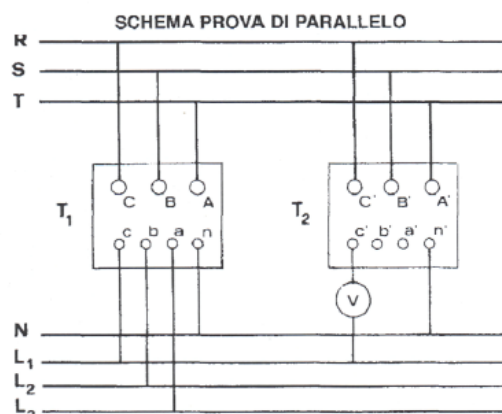 SCHEMA PROVA DI PARALLELO
R
S
T
C B A
C' B' A'
T1
c b a n
T2
c' b' a' n'
V
N
L1
L2
L3